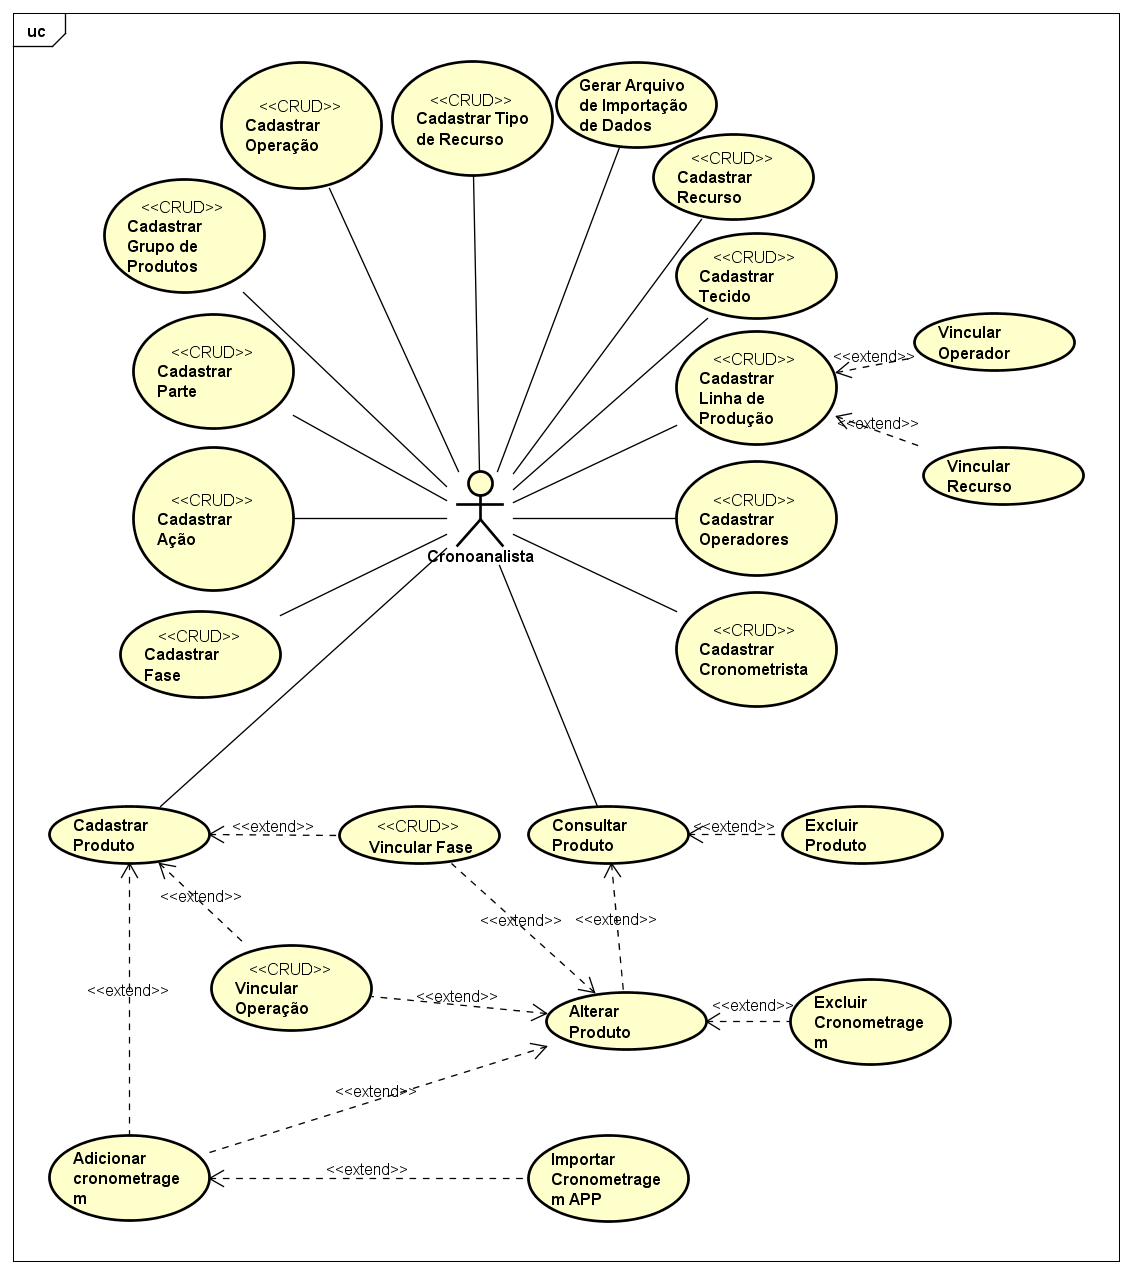 uc
<<CRUD>>
Cadastrar
Operação
<<CRUD>>
Cadastrar Tipo
de Recurso
Gerar Arquivo
de Importação
de Dados
<<CRUD>>
Cadastrar
Recurso
<<CRUD>>
Cadastrar
Grupo de
Produtos
<<CRUD>>
Cadastrar
Tecido
<<CRUD>>
Cadastrar
Parte
<<CRUD>>
Cadastrar
Linha de
Produção
<<extend>>
Vincular
Operador
<<extend>>
Vincular
Recurso
<<CRUD>>
Cadastrar
Ação
Cronoanalista
<<CRUD>>
Cadastrar
Operadores
<<CRUD>>
Cadastrar
Fase
<<CRUD>>
Cadastrar
Cronometrista
Cadastrar
Produto
<<extend>>
<<CRUD>>
Vincular Fase
Consultar
Produto
<<extend>>
Excluir
Produto
<<extend>>
<<extend>>
<<extend>>
<<extend>>
<<CRUD>>
Vincular
Operação
<<extend>>
Alterar
Produto
<<extend>>
Excluir
Cronometrage
m
<<extend>>
Adicionar
cronometrage
m
<<extend>>
Importar
Cronometrage
m APP